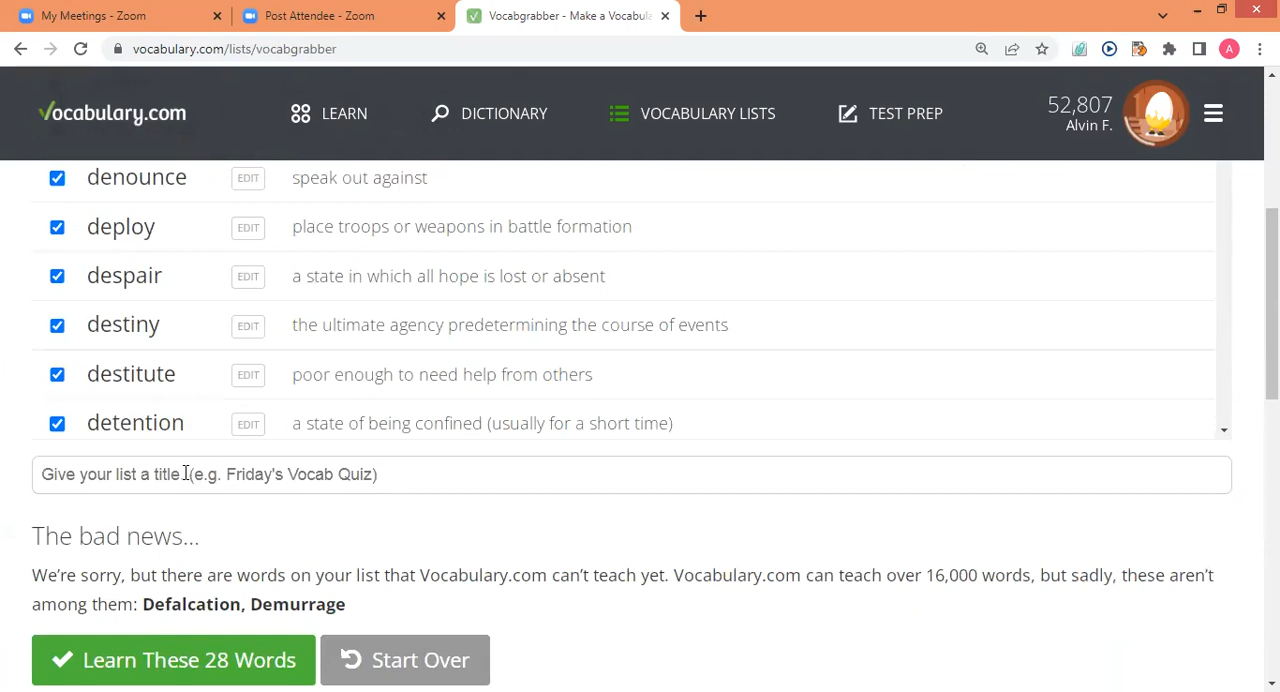 My Meetings - Zoom
Post Attendee - Zoom
Vocabgrabber - Make a Vocabul
vocabulary.com/lists/vocabgrabber
A
Vocabulary.com
LEARN
DICTIONARY
VOCABULARY LISTS
TEST PREP
52,807
Alvin F.
denounce EDIT speak out against
deploy EDIT place troops or weapons in battle formation
despair EDIT a state in which all hope is lost or absent
destiny EDIT the ultimate agency predetermining the course of events
destitute EDIT poor enough to need help from others
detention EDIT a state of being confined (usually for a short time)
Give your list a title (e.g. Friday's Vocab Quiz)
The bad news...
We're sorry, but there are words on your list that Vocabulary.com can't teach yet. Vocabulary.com can teach over 16,000 words, but sadly, these aren't
among them: Defalcation, Demurrage
Learn These 28 Words
Start Over